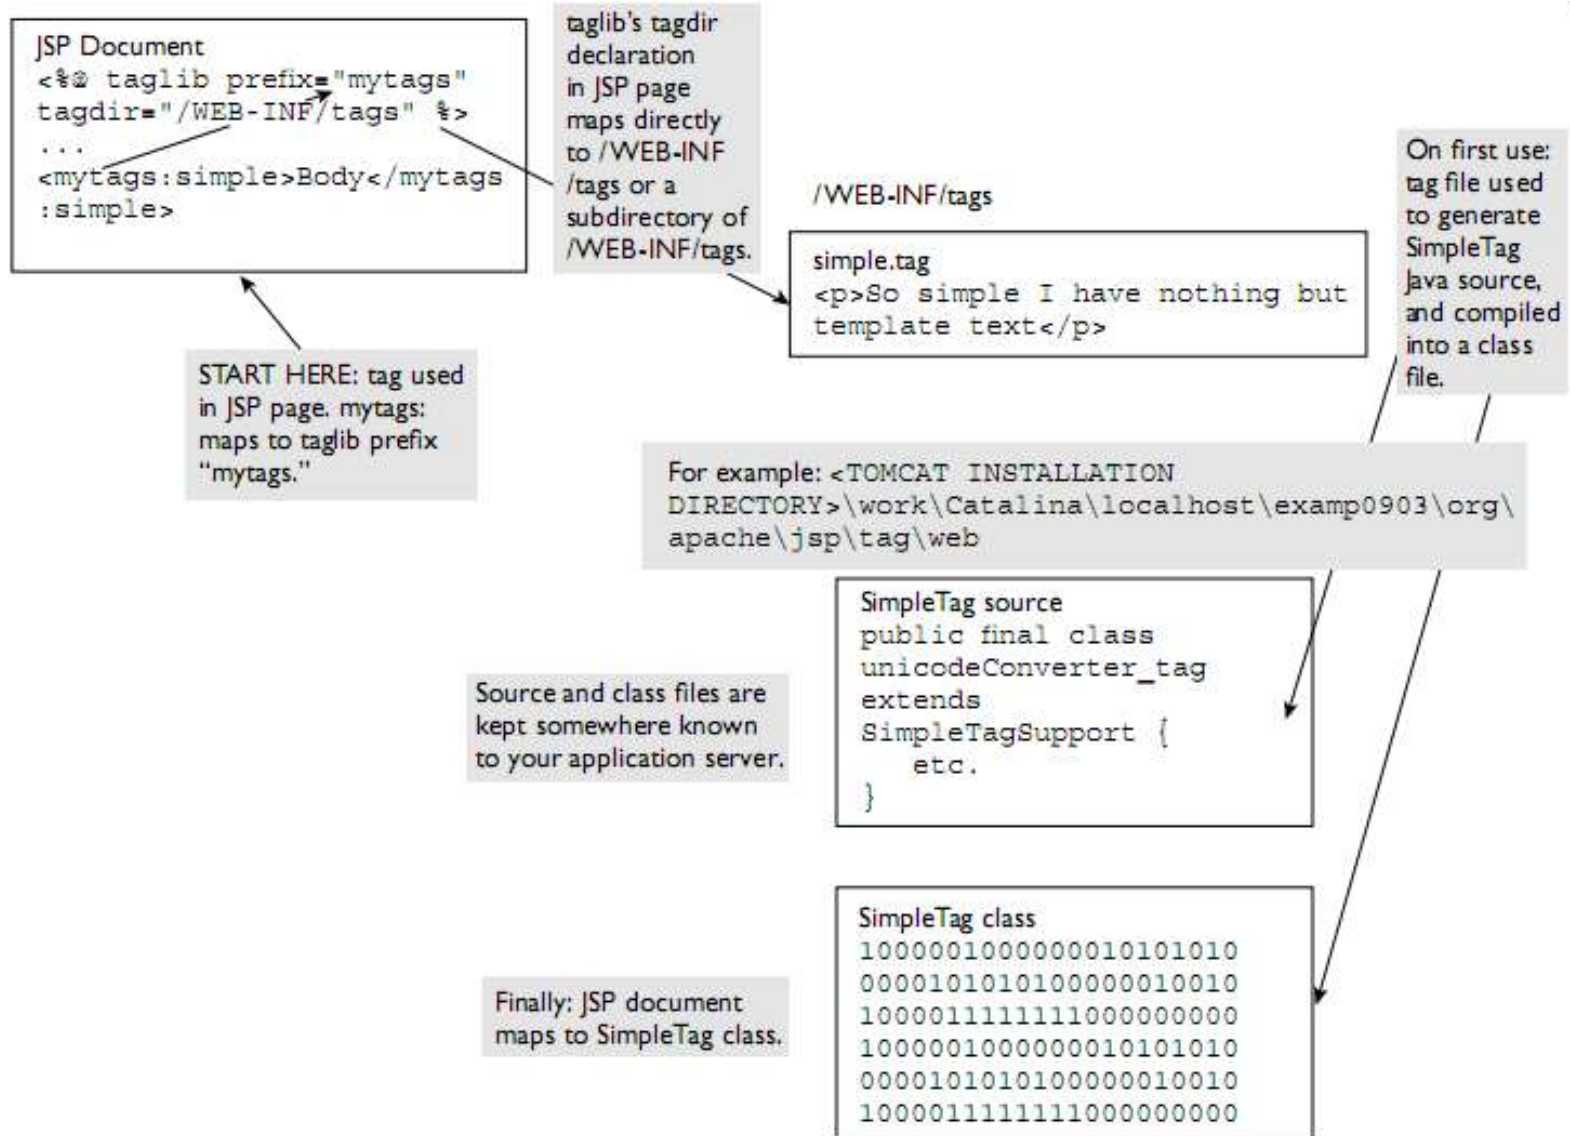 JSP Document
<%@ taglib prefix="mytags"
tagdir="/WEB-INF/tags" %>
...
<mytags:simple>Body</mytags
:simple>
taglib's tagdir
declaration
in JSP page
maps directly
to /WEB-INF
/tags or a
subdirectory of
/WEB-INF/tags.
START HERE: tag used
in JSP page. mytags:
maps to taglib prefix
“mytags.”
/WEB-INF/tags
simple.tag
<p>So simple I have nothing but
template text</p>
On first use:
tag file used
to generate
SimpleTag
Java source,
and compiled
into a class
file.
For example: <TOMCAT INSTALLATION
DIRECTORY>\work\Catalina\localhost\examp0903\org\
apache\jsp\tag\web
SimpleTag source
public final class
unicodeConverter_tag
extends
SimpleTagSupport {
etc.
}
Source and class files are
kept somewhere known
to your application server.
SimpleTag class
1000001000000010101010
0000101010100000010010
1000011111111000000000
1000001000000010101010
0000101010100000010010
1000011111111000000000
Finally: JSP document
maps to SimpleTag class.